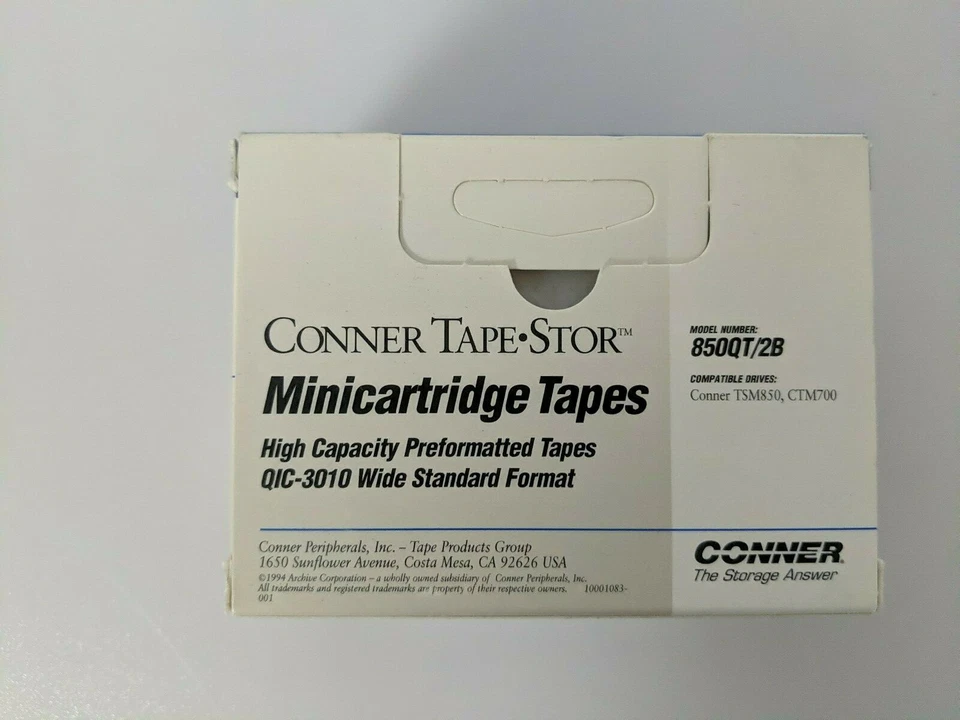 CONNER TAPE•STOR™
Minicartridge Tapes
High Capacity Preformatted Tapes
QIC-3010 Wide Standard Format
MODEL NUMBER:
850QT/2B
COMPATIBLE DRIVES:
Conner TSM850, CTM700
Conner Peripherals, Inc. – Tape Products Group
1650 Sunflower Avenue, Costa Mesa, CA 92626 USA
©1994 Archive Corporation – a wholly owned subsidiary of Conner Peripherals, Inc.
All trademarks and registered trademarks are property of their respective owners. 10001083-
001
CONNER®
The Storage Answer